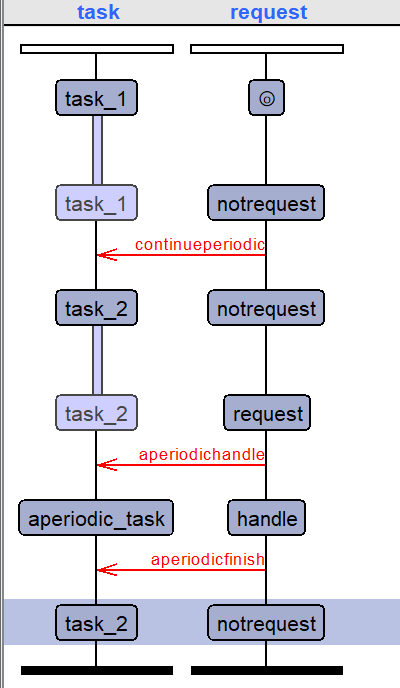 task request
task_1 ◎
task_1 notrequest
continueperiodic
task_2 notrequest
task_2 request
aperiodichandle
aperiodic_task handle
aperiodicfinish
task_2 notrequest